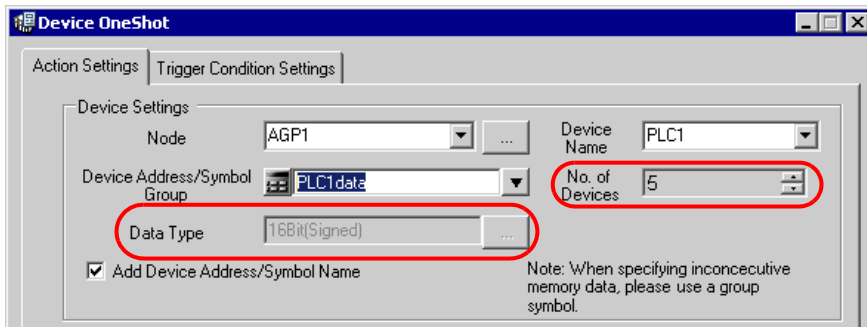 Device OneShot
Action Settings Trigger Condition Settings
Device Settings
Node AGP1 ... Device Name PLC1
Device Address/Symbol Group PLC1data No. of Devices 5
Data Type 16Bit(Signed) ...
Add Device Address/Symbol Name
Note: When specifying inconcecutive
memory data, please use a group
symbol.